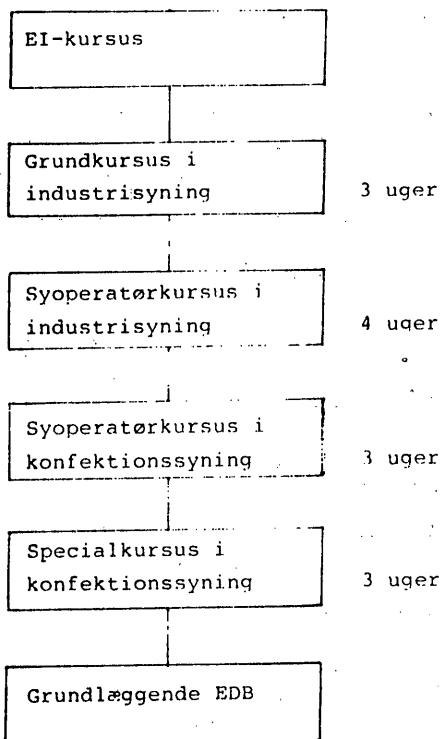 EI-kursus
Grundkursus i
industrisyning 3 uger
Syoperatørkursus i
industrisyning 4 uger
Syoperatørkursus i
konfektionssyning 3 uger
Specialkursus i
konfektionssyning 3 uger
Grundlæggende EDB